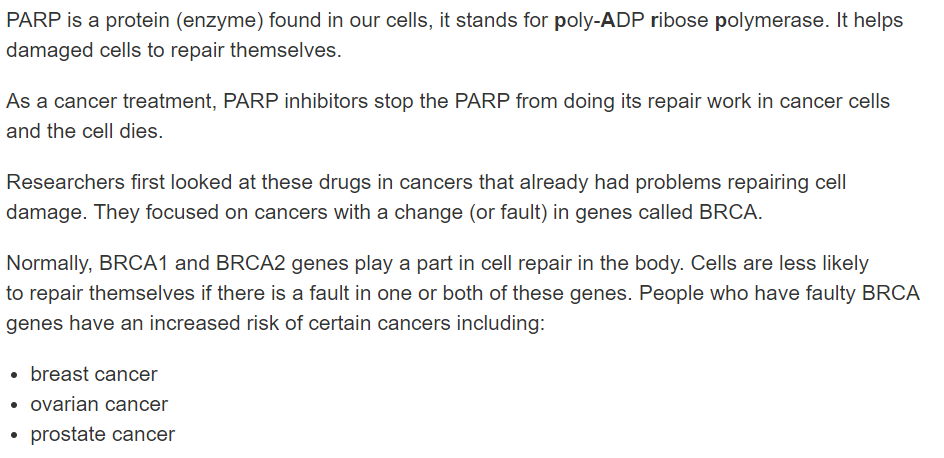 PARP is a protein (enzyme) found in our cells, it stands for poly-ADP ribose polymerase. It helps
damaged cells to repair themselves.
As a cancer treatment, PARP inhibitors stop the PARP from doing its repair work in cancer cells
and the cell dies.
Researchers first looked at these drugs in cancers that already had problems repairing cell
damage. They focused on cancers with a change (or fault) in genes called BRCA.
Normally, BRCA1 and BRCA2 genes play a part in cell repair in the body. Cells are less likely
to repair themselves if there is a fault in one or both of these genes. People who have faulty BRCA
genes have an increased risk of certain cancers including:
• breast cancer
• ovarian cancer
• prostate cancer